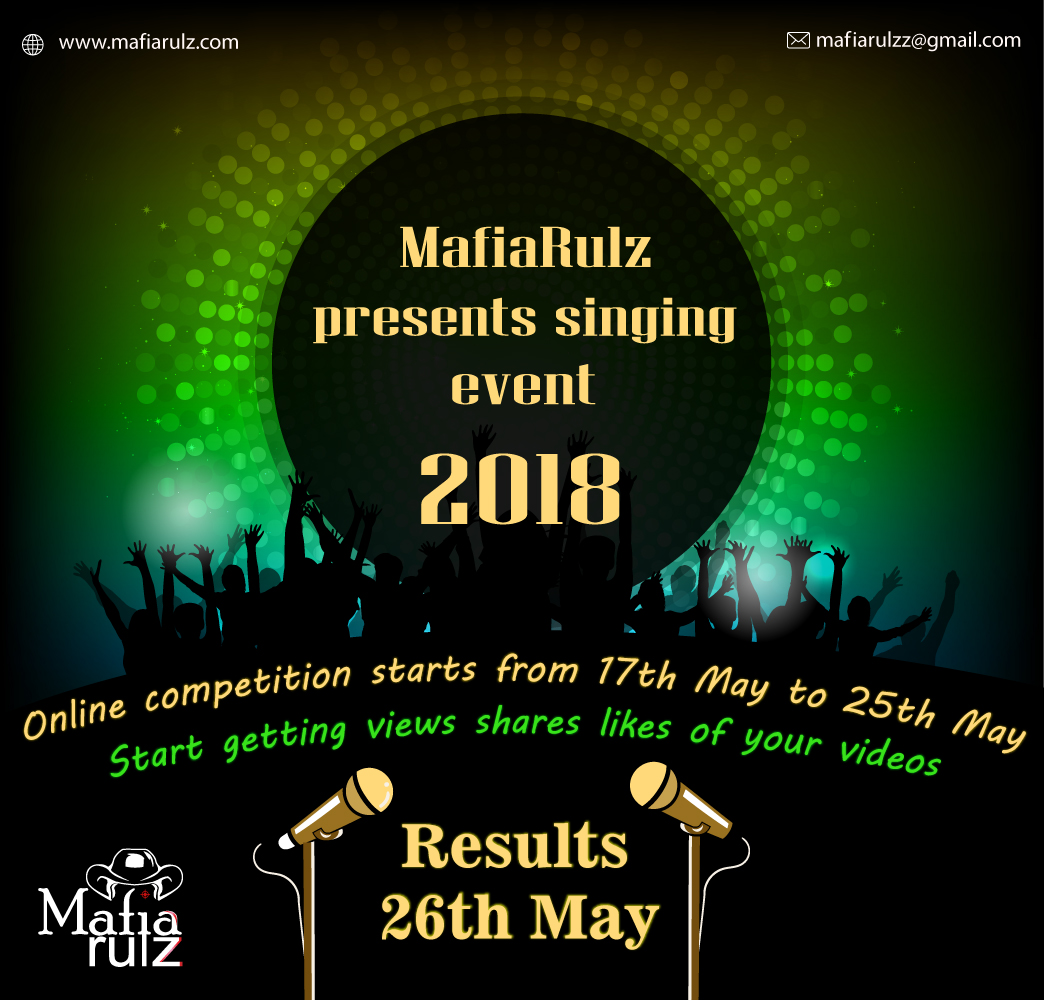 www.mafiarulz.com
mafiarulzz@gmail.com
MafiaRulz
presents singing
event
2018
Online competition starts from 17th May to 25th May
Start getting views shares likes of your videos
Results
26th May
Mafia
rulz